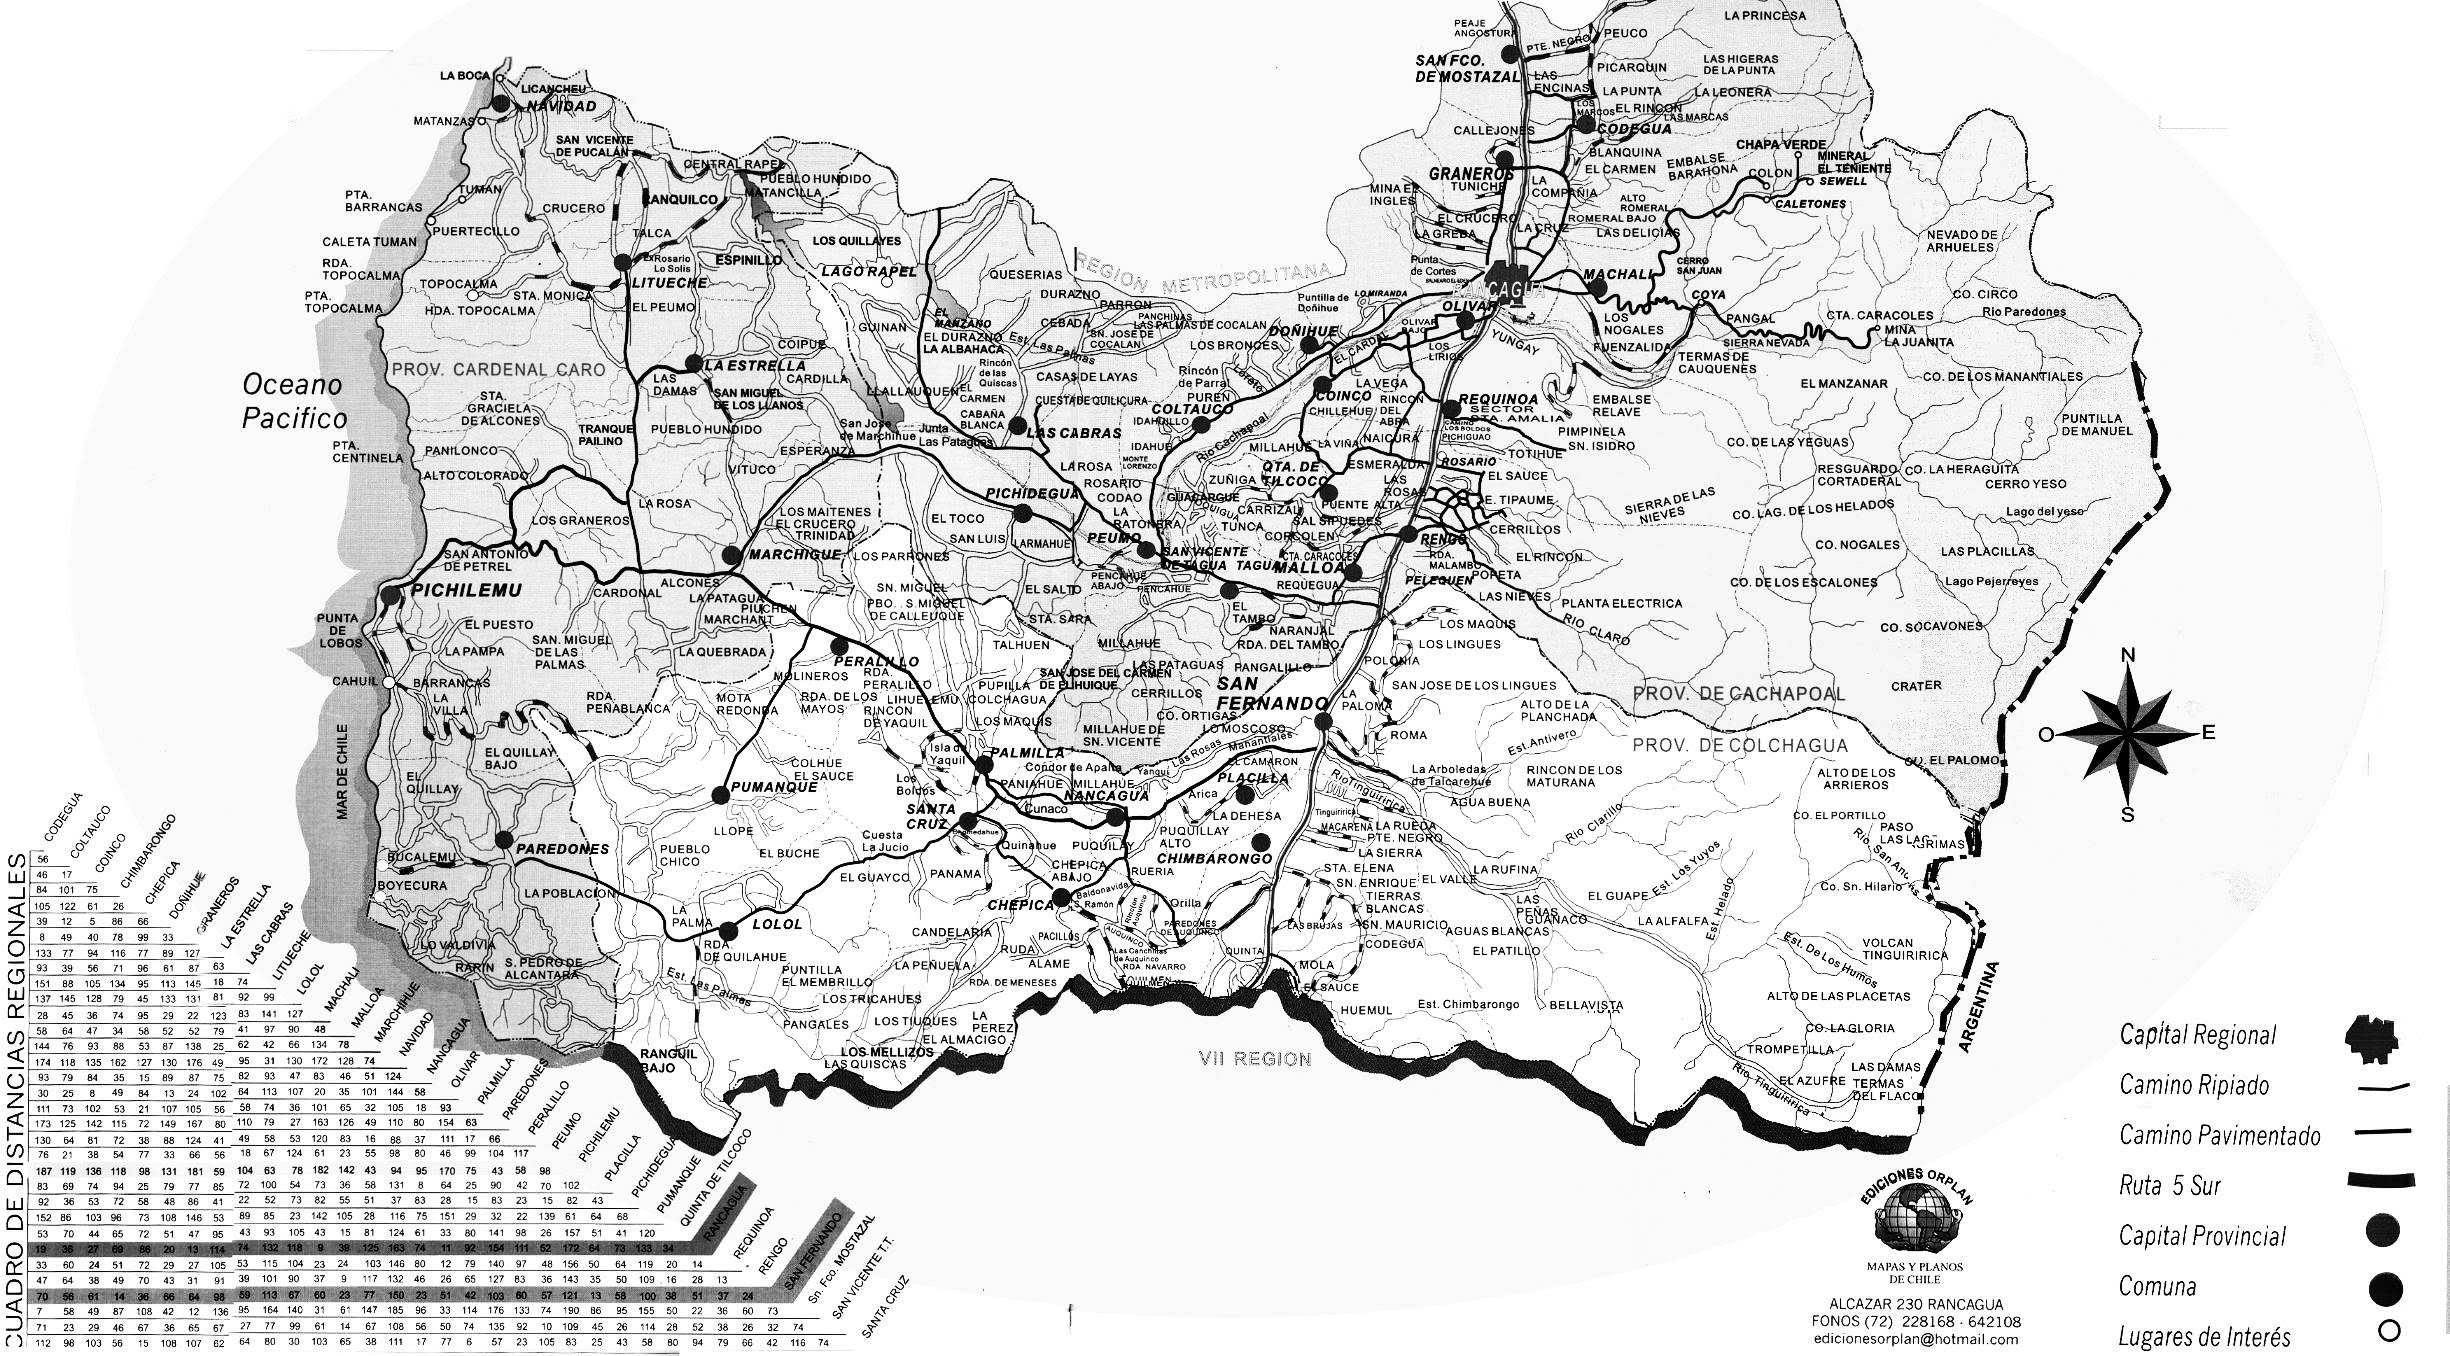 PEAJE
ANGOSTURA
SAN FCO.
DE MOSTAZAL
PTE. NEGRO
PEUCO
LA PRINCESA
PICARQUIN
LAS HIGERAS
DE LA PUNTA
LAS
ENCINAS
LA PUNTA
LA LEONERA
LOS
MARCOS
EL RINCON
LAS MARCAS
CALLEJONES
CODEGUA
BLANQUINA
EL CARMEN
EMBALSE
BARAHONA
CHAPA VERDE
MINERAL
EL TENIENTE
SEWELL
COLON
CALETONES
GRANEROS
TUNICHE
LA
COMPAÑIA
MINA EL
INGLES
EL CRUCERO
LA GREBA
LA CRUZ
ALTO
ROMERAL
ROMERAL BAJO
LAS DELICIAS
NEVADO DE
ARHUELES
Punta
de Cortes
RANCAGUA
MACHALI
CERRO
SAN JUAN
COYA
CO. CIRCO
Rio Paredones
LA BOCA
LICANCHEU
NAVIDAD
MATANZAS
SAN VICENTE
DE PUCALAN
CENTRAL RAPEL
PUEBLO HUNDIDO
MATANCILLA
TUMAN
PTA.
BARRANCAS
CRUCERO
RANQUILCO
PUERTECILLO
TALCA
LOS QUILLAYES
CALETA TUMAN
RDA.
TOPOCALMA
ExRosario
Lo Solis
ESPINILLO
LAGO RAPEL
TOPOCALMA
LITUECHE
PTA.
TOPOCALMA
STA. MONICA
HDA. TOPOCALMA
EL PEUMO
QUESERIAS
REGION METROPOLITANA
DURAZNO
PARRON
PANCHINAS
LAS PALMAS DE COCALAN
CEBADA
SN. JOSE DE
COCALAN
Est. Las Palmas
EL
MANZANO
GUINAN
EL DURAZNO
LA ALBAHACA
COIPUE
Puntilla de
Doñihue
LO MIRANDA
OLIVAR
OLIVAR
BAJO
DOÑIHUE
LOS BRONCES
EL CARDAL
LOS
LIRIOS
YUNGAY
LOS
NOGALES
FUENZALIDA
PANGAL
SIERRA NEVADA
CTA. CARACOLES
MINA
LA JUANITA
TERMAS DE
CAUQUENES
PROV. CARDENAL CARO
LA ESTRELLA
LAS
DAMAS
SAN MIGUEL
DE LOS LLANOS
CARDILLA
LLALLAUQUEN
Rincón
de las
Quiscas
CASAS DE LAYAS
EL
CARMEN
CUESTA DE QUILICURA
CABAÑA
BLANCA
LAS CABRAS
Rincón
de Parral
PUREN
Loreto
COLTAUCO
IDAHUILLO
IDAHUE
Rio Cachapoal
COINCO
LA VEGA
CHILLEHUE
RINCON
DEL
ABRA
REQUINOA
SECTOR
STA. AMALIA
EMBALSE
RELAVE
EL MANZANAR
CO. DE LOS MANANTIALES
PUNTILLA
DE MANUEL
Oceano
Pacifico
PTA.
CENTINELA
STA.
GRACIELA
DE ALCONES
TRANQUE
PAILINO
PUEBLO HUNDIDO
San Jose
de Marchihue
Junta
Las Pataguas
PANILONCO
ALTO COLORADO
VITUCO
ESPERANZA
MILLAHUE
LA VIÑA
NAICURA
CAMINO
LOS BOLDOS
PICHIGUAO
PIMPINELA
SN. ISIDRO
TOTIHUE
CO. DE LAS YEGUAS
QTA. DE
TILCOCO
ESMERALDA
ROSARIO
EL SAUCE
RESGUARDO
CORTADERAL
CO. LA HERAGUITA
CERRO YESO
Lago del yeso
LA ROSA
MONTE
LORENZO
ROSARIO
CODAO
LA
RATONERA
ZUÑIGA
GUACARGUE
CARRIZAL
TUNCA
PUENTE ALTA
LAS
ROSAS
E. TIPAUME
CERRILLOS
SIERRA DE LAS
NIEVES
CO. LAG. DE LOS HELADOS
CO. NOGALES
LAS PLACILLAS
PICHIDEGUA
EL TOCO
SAN LUIS
LARMAHUE
LOS GRANEROS
LA ROSA
LOS MAITENES
EL CRUCERO
TRINIDAD
LOS PARRONES
MARCHIGUE
PEUMO
SAN VICENTE
DE TAGUA TAGUA
SAL SIPUEDES
CORCOLEN
CTA. CARACOLES
MALLOA
RENGO
RDA.
MALAMBO
EL RINCON
POPETA
PELEQUEN
REQUEGUA
LAS NIEVES
PLANTA ELECTRICA
RIO CLARO
CO. DE LOS ESCALONES
Lago Pejerreyes
CO. SOCAVONES
SAN ANTONIO
DE PETREL
PICHILEMU
ALCONES
CARDONAL
LA PATAGUA
PIUCHEN
MARCHANT
SN. MIGUEL
PBO. S. MIGUEL
DE CALLEUQUE
EL SALTO
STA. SARA
PENCAHUE
ABAJO
PENCAHUE
EL
TAMBO
NARANJAL
RDA. DEL TAMBO
LOS MAQUIS
LOS LINGUES
PUNTA
DE
LOBOS
EL PUESTO
LA PAMPA
SAN. MIGUEL
DE LAS
PALMAS
LA QUEBRADA
PERALILLO
TALHUEN
MILLAHUE
LAS PATAGUAS
SAN JOSE DEL CARMEN
DE EL HUIQUE
CERRILLOS
PANGALILLO
POLONIA
SAN JOSE DE LOS LINGUES
CAHUIL
BARRANCAS
LA
VILLA
RDA.
PEÑABLANCA
MOTA
REDONDA
MOLINEROS
RDA.
PERALILLO
RDA. DE LOS
MAYOS
LIHUEIMU
RINCON
DE YAQUIL
PUPILLA
COLCHAGUA
LOS MAQUIS
SAN
FERNANDO
CO. ORTIGAS
LO MOSCOSO
MILLAHUE DE
SN. VICENTE
LA
PALOMA
ROMA
ALTO DE LA
PLANCHADA
Est. Antivero
PROV. DE CACHAPOAL
PROV. DE COLCHAGUA
CRATER
CO. EL PALOMO
ALTO DE LOS
ARRIEROS
MAR DE CHILE
EL QUILLAY
BAJO
EL
QUILLAY
COLHUE
EL SAUCE
Isla de
Yaquil
Los
Boldos
PALMILLA
Condor de Apalta
Yanqui
Las Rosas
Manantiales
EL CAMARON
PANIAHUE
MILLAHUE
NANCAGUA
PLACILLA
Arica
LA DEHESA
Rio Tinguiririca
La Arboledas
de Talcarehue
RINCON DE LOS
MATURANA
AGUA BUENA
Rio Clarillo
PUMANQUE
LLOPE
PUEBLO
CHICO
EL BUCHE
Cuesta
La Jucio
SANTA
CRUZ
Cunaco
Quinahue
PUQUILAY
PUQUILLAY
ALTO
CHIMBARONGO
Tinguiririca
MACARENA
LA RUEDA
PTE. NEGRO
LA SIERRA
CO. EL PORTILLO
PASO
LAS LAGRIMAS
PAREDONES
BUCALEMU
BOYECURA
LA POBLACION
EL GUAYCO
PANAMA
CHEPICA
ABAJO
RUERIA
CHEPICA
Baldonavida
S. Ramón
Orilla
STA. ELENA
SN. ENRIQUE
TIERRAS
BLANCAS
EL VALLE
LA RUFINA
EL GUAPE
Est. Los Yuyos
Co. Sn. Hilario
LA
PALMA
LOLOL
RDA.
DE QUILAHUE
CANDELARIA
RUDA
PACILLOS
AUQUINCO
PAREDONES
DE AUQUINCO
QUINTA
LAS BRUJAS
SN. MAURICIO
CODEGUA
AGUAS BLANCAS
LAS
PEÑAS
GUANACO
EL PATILLO
LA ALFALFA
Est. Helado
Est. De Los Humos
VOLCAN
TINGUIRIRICA
LO VALDIVIA
RARIN
S. PEDRO DE
ALCANTARA
Est. Las Palmas
PUNTILLA
EL MEMBRILLO
LA PEÑUELA
ALAME
RDA. DE MENESES
RDA. NAVARRO
LOS TRICAHUES
MOLA
EL SAUCE
HUEMUL
Est. Chimbarongo
BELLAVISTA
ALTO DE LAS PLACETAS
PANGALES
LOS TIUQUES
LA
PEREZ
EL ALMACIGO
LOS MELLIZOS
LAS QUISCAS
RANGUIL
BAJO
VII REGION
CO. LA GLORIA
TROMPETILLA
LAS DAMAS
EL AZUFRE
TERMAS
DEL FLACO
Rio Tinguiririca
ARGENTINA
N
O
E
S
CUADRO DE DISTANCIAS REGIONALES
CODEGUA
COLTAUCO
COINCO
CHIMBARONGO
CHEPICA
DOÑIHUE
GRANEROS
LA ESTRELLA
LAS CABRAS
LITUECHE
LOLOL
MACHALI
MALLOA
MARCHIHUE
NAVIDAD
NANCAGUA
OLIVAR
PALMILLA
PAREDONES
PERALILLO
PEUMO
PICHILEMU
PLACILLA
PICHIDEGUA
PUMANQUE
QUINTA DE TILCOCO
RANCAGUA
REQUINOA
RENGO
SAN FERNANDO
Sn. Fco. MOSTAZAL
SAN VICENTE T.T.
SANTA CRUZ
56
46 17
84 101 75
105 122 61 26
39 12 5 86 66
8 49 40 78 99 33
133 77 94 116 77 89 127
93 39 56 71 96 61 87 63
151 88 105 134 95 113 145 18 74
137 145 128 79 45 133 131 81 92 99
28 45 36 74 95 29 22 123 83 141 127
58 64 47 34 58 52 52 79 41 97 90 48
144 76 93 88 53 87 138 25 62 42 66 134 78
174 118 135 162 127 130 176 49 95 31 130 172 128 74
93 79 84 35 15 89 87 75 82 93 47 83 46 51 124
30 25 8 49 84 13 24 102 64 113 107 20 35 101 144 58
111 73 102 53 21 107 105 56 58 74 36 101 65 32 105 18 93
173 125 142 115 72 149 167 80 110 79 27 163 126 49 110 80 154 63
130 64 81 72 38 88 124 41 49 58 53 120 83 16 88 37 111 17 66
76 21 38 54 77 33 66 56 18 67 124 61 23 55 98 80 46 99 104 117
187 119 136 118 98 131 181 59 104 63 78 182 142 43 94 95 170 75 43 58 98
83 69 74 94 25 79 77 85 72 100 54 73 36 58 131 8 64 25 90 42 70 102
92 36 53 72 58 48 86 41 22 52 73 82 55 51 37 83 28 15 83 23 15 82 43
152 86 103 96 73 108 146 53 89 85 23 142 105 28 116 75 151 29 32 22 139 61 64 68
53 70 44 65 72 51 47 95 43 93 105 43 15 81 124 61 33 80 141 98 26 157 51 41 120
19 36 27 69 86 20 13 114 74 132 118 9 39 125 163 74 11 92 154 111 52 172 64 73 133 34
33 60 24 51 72 29 27 105 53 115 104 23 24 103 146 80 12 79 140 97 48 156 50 64 119 20 14
47 64 38 49 70 43 31 91 39 101 90 37 9 117 132 46 26 65 127 83 36 143 35 50 109 16 28 13
70 56 61 14 36 66 64 98 59 113 67 60 23 77 150 23 51 42 103 60 57 121 13 58 100 38 51 37 24
7 58 49 87 108 42 12 136 95 164 140 31 61 147 185 96 33 114 176 133 74 190 86 95 155 50 22 36 60 73
71 23 29 46 67 36 65 67 27 77 99 61 14 67 108 56 50 74 135 92 10 109 45 26 114 28 52 38 26 32 74
112 98 103 56 15 108 107 62 64 80 30 103 65 38 111 17 77 6 57 23 105 83 25 43 58 80 94 79 66 42 116 74
EDICIONES ORPLAN
MAPAS Y PLANOS
DE CHILE
ALCAZAR 230 RANCAGUA
FONOS (72) 228168 - 642108
edicionesorplan@hotmail.com
Capital Regional
Camino Ripiado
Camino Pavimentado
Ruta 5 Sur
Capital Provincial
Comuna
Lugares de Interés